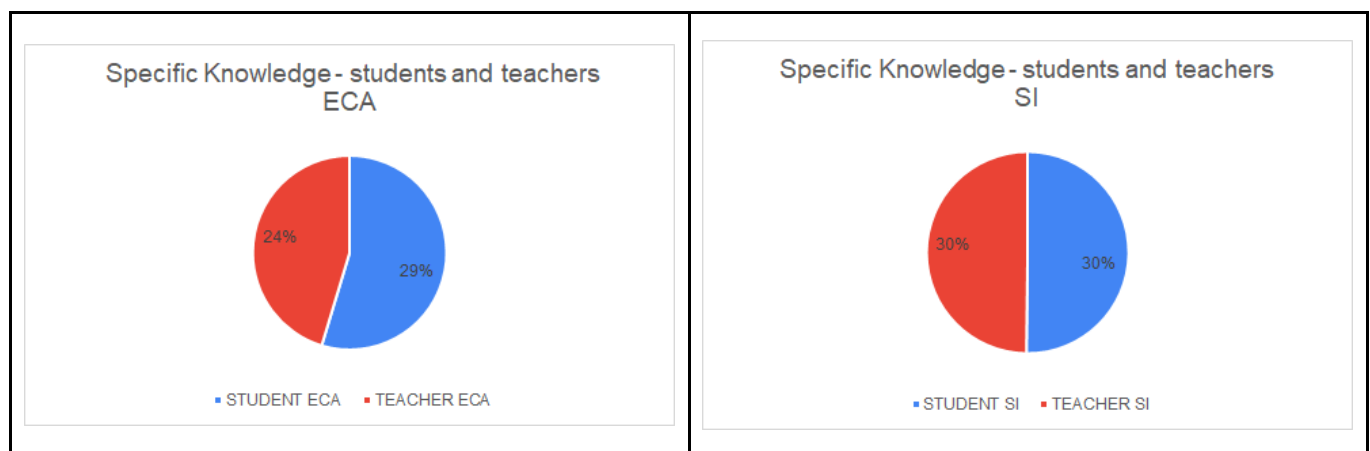 Specific Knowledge - students and teachers
ECA
24%
29%
STUDENT ECA TEACHER ECA
Specific Knowledge - students and teachers
SI
30%
30%
STUDENT SI TEACHER SI